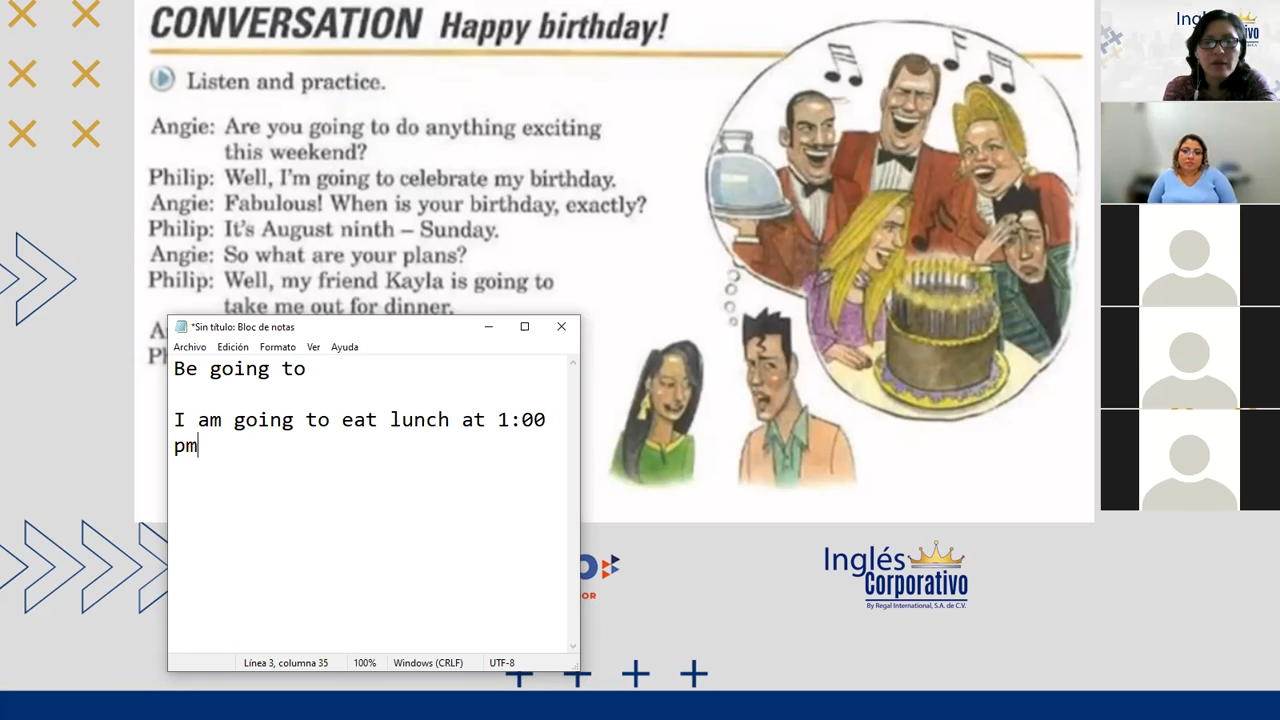 CONVERSATION Happy birthday!
Listen and practice.
Angie: Are you going to do anything exciting
this weekend?
Philip: Well, I'm going to celebrate my birthday.
Angie: Fabulous! When is your birthday, exactly?
Philip: It's August ninth – Sunday.
Angie: So what are your plans?
Philip: Well, my friend Kayla is going to
take me out for dinner.
*Sin título: Bloc de notas
Archivo Edición Formato Ver Ayuda
Be going to
I am going to eat lunch at 1:00
pm
Línea 3, columna 35 100% Windows (CRLF) UTF-8
Inglés
Corporativo
By Regal International, S.A. de C.V.